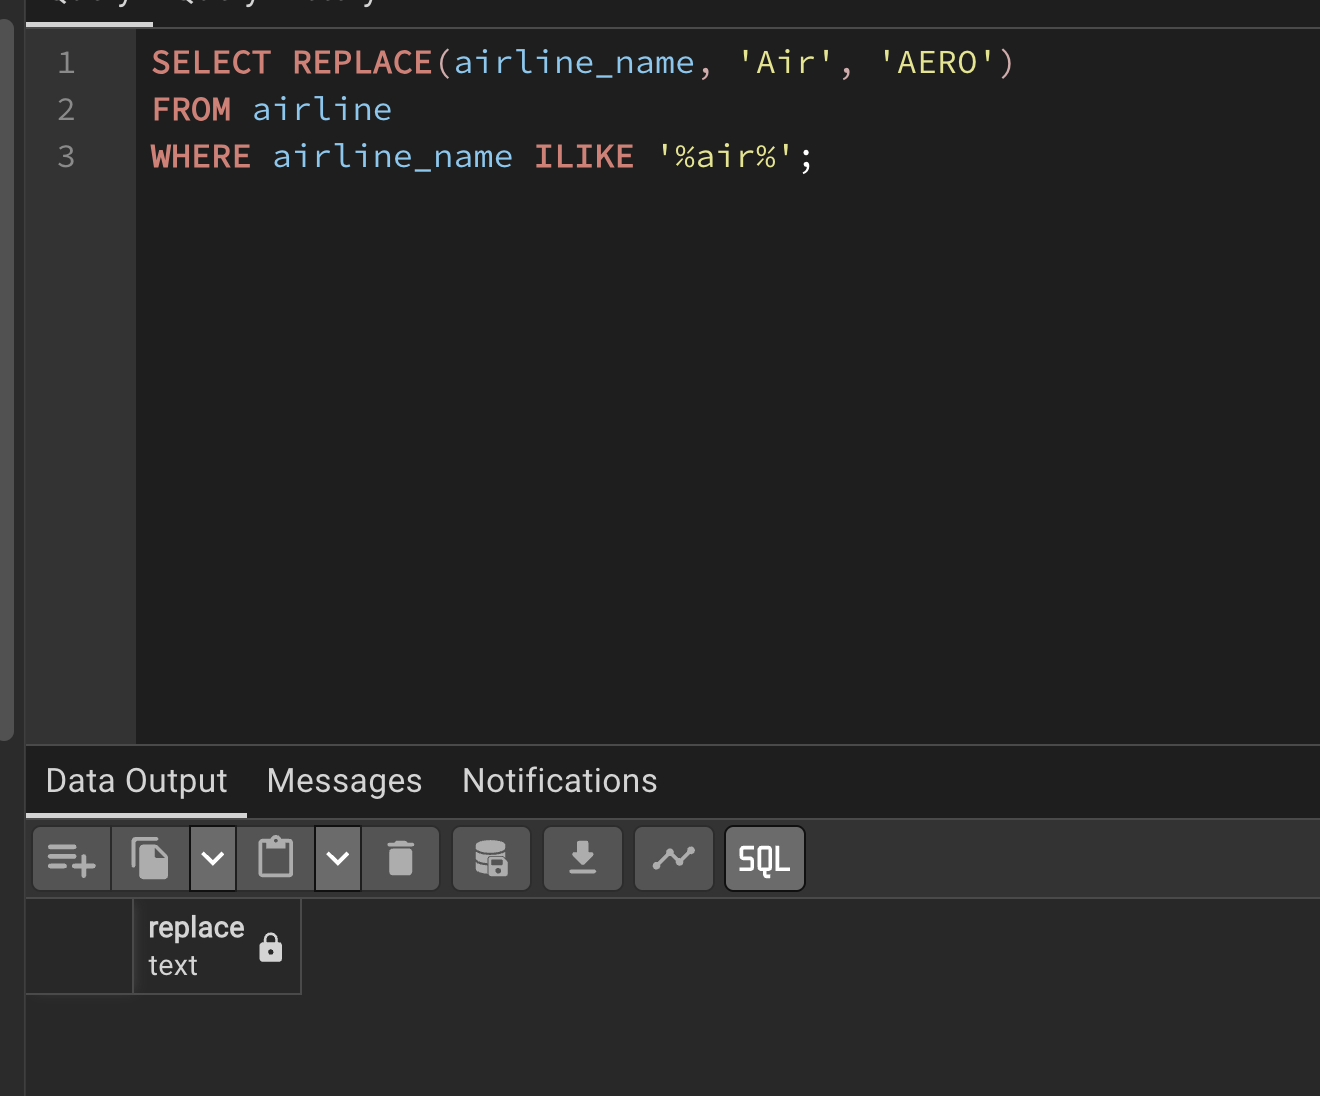 1 SELECT REPLACE(airline_name, 'Air', 'AERO')
2 FROM airline
3 WHERE airline_name ILIKE '%air%';
Data Output Messages Notifications
SQL
replace
text